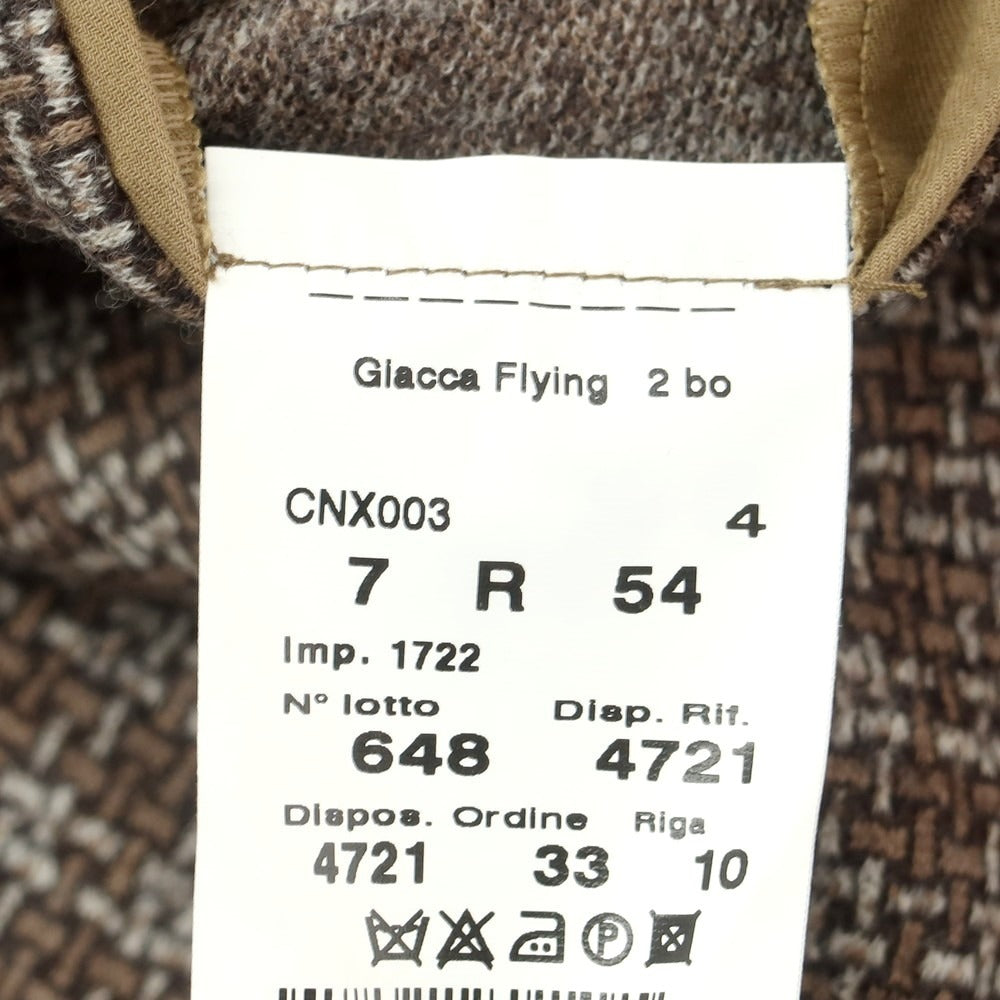 Giacca Flying 2 bo
CNX003 4
7 R 54
Imp. 1722
N° lotto Disp. Rif.
648 4721
Dispos. Ordine Riga
4721 33 10
P